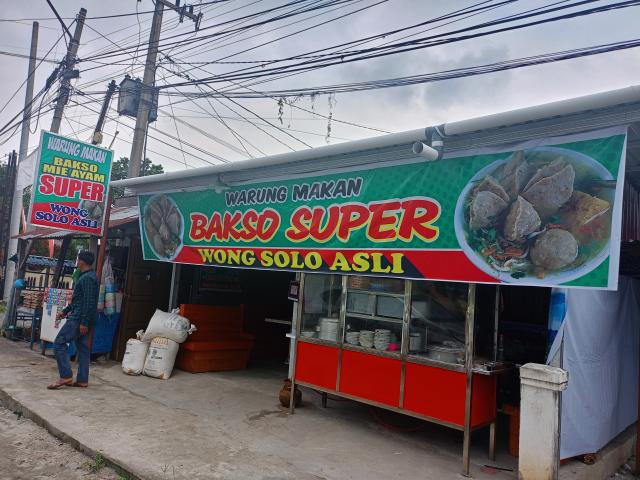 WARUNG MAKAN
BAKSO
MIE AYAM
SUPER
WONG SOLO ASLI
WARUNG MAKAN
BAKSO SUPER
WONG SOLO ASLI